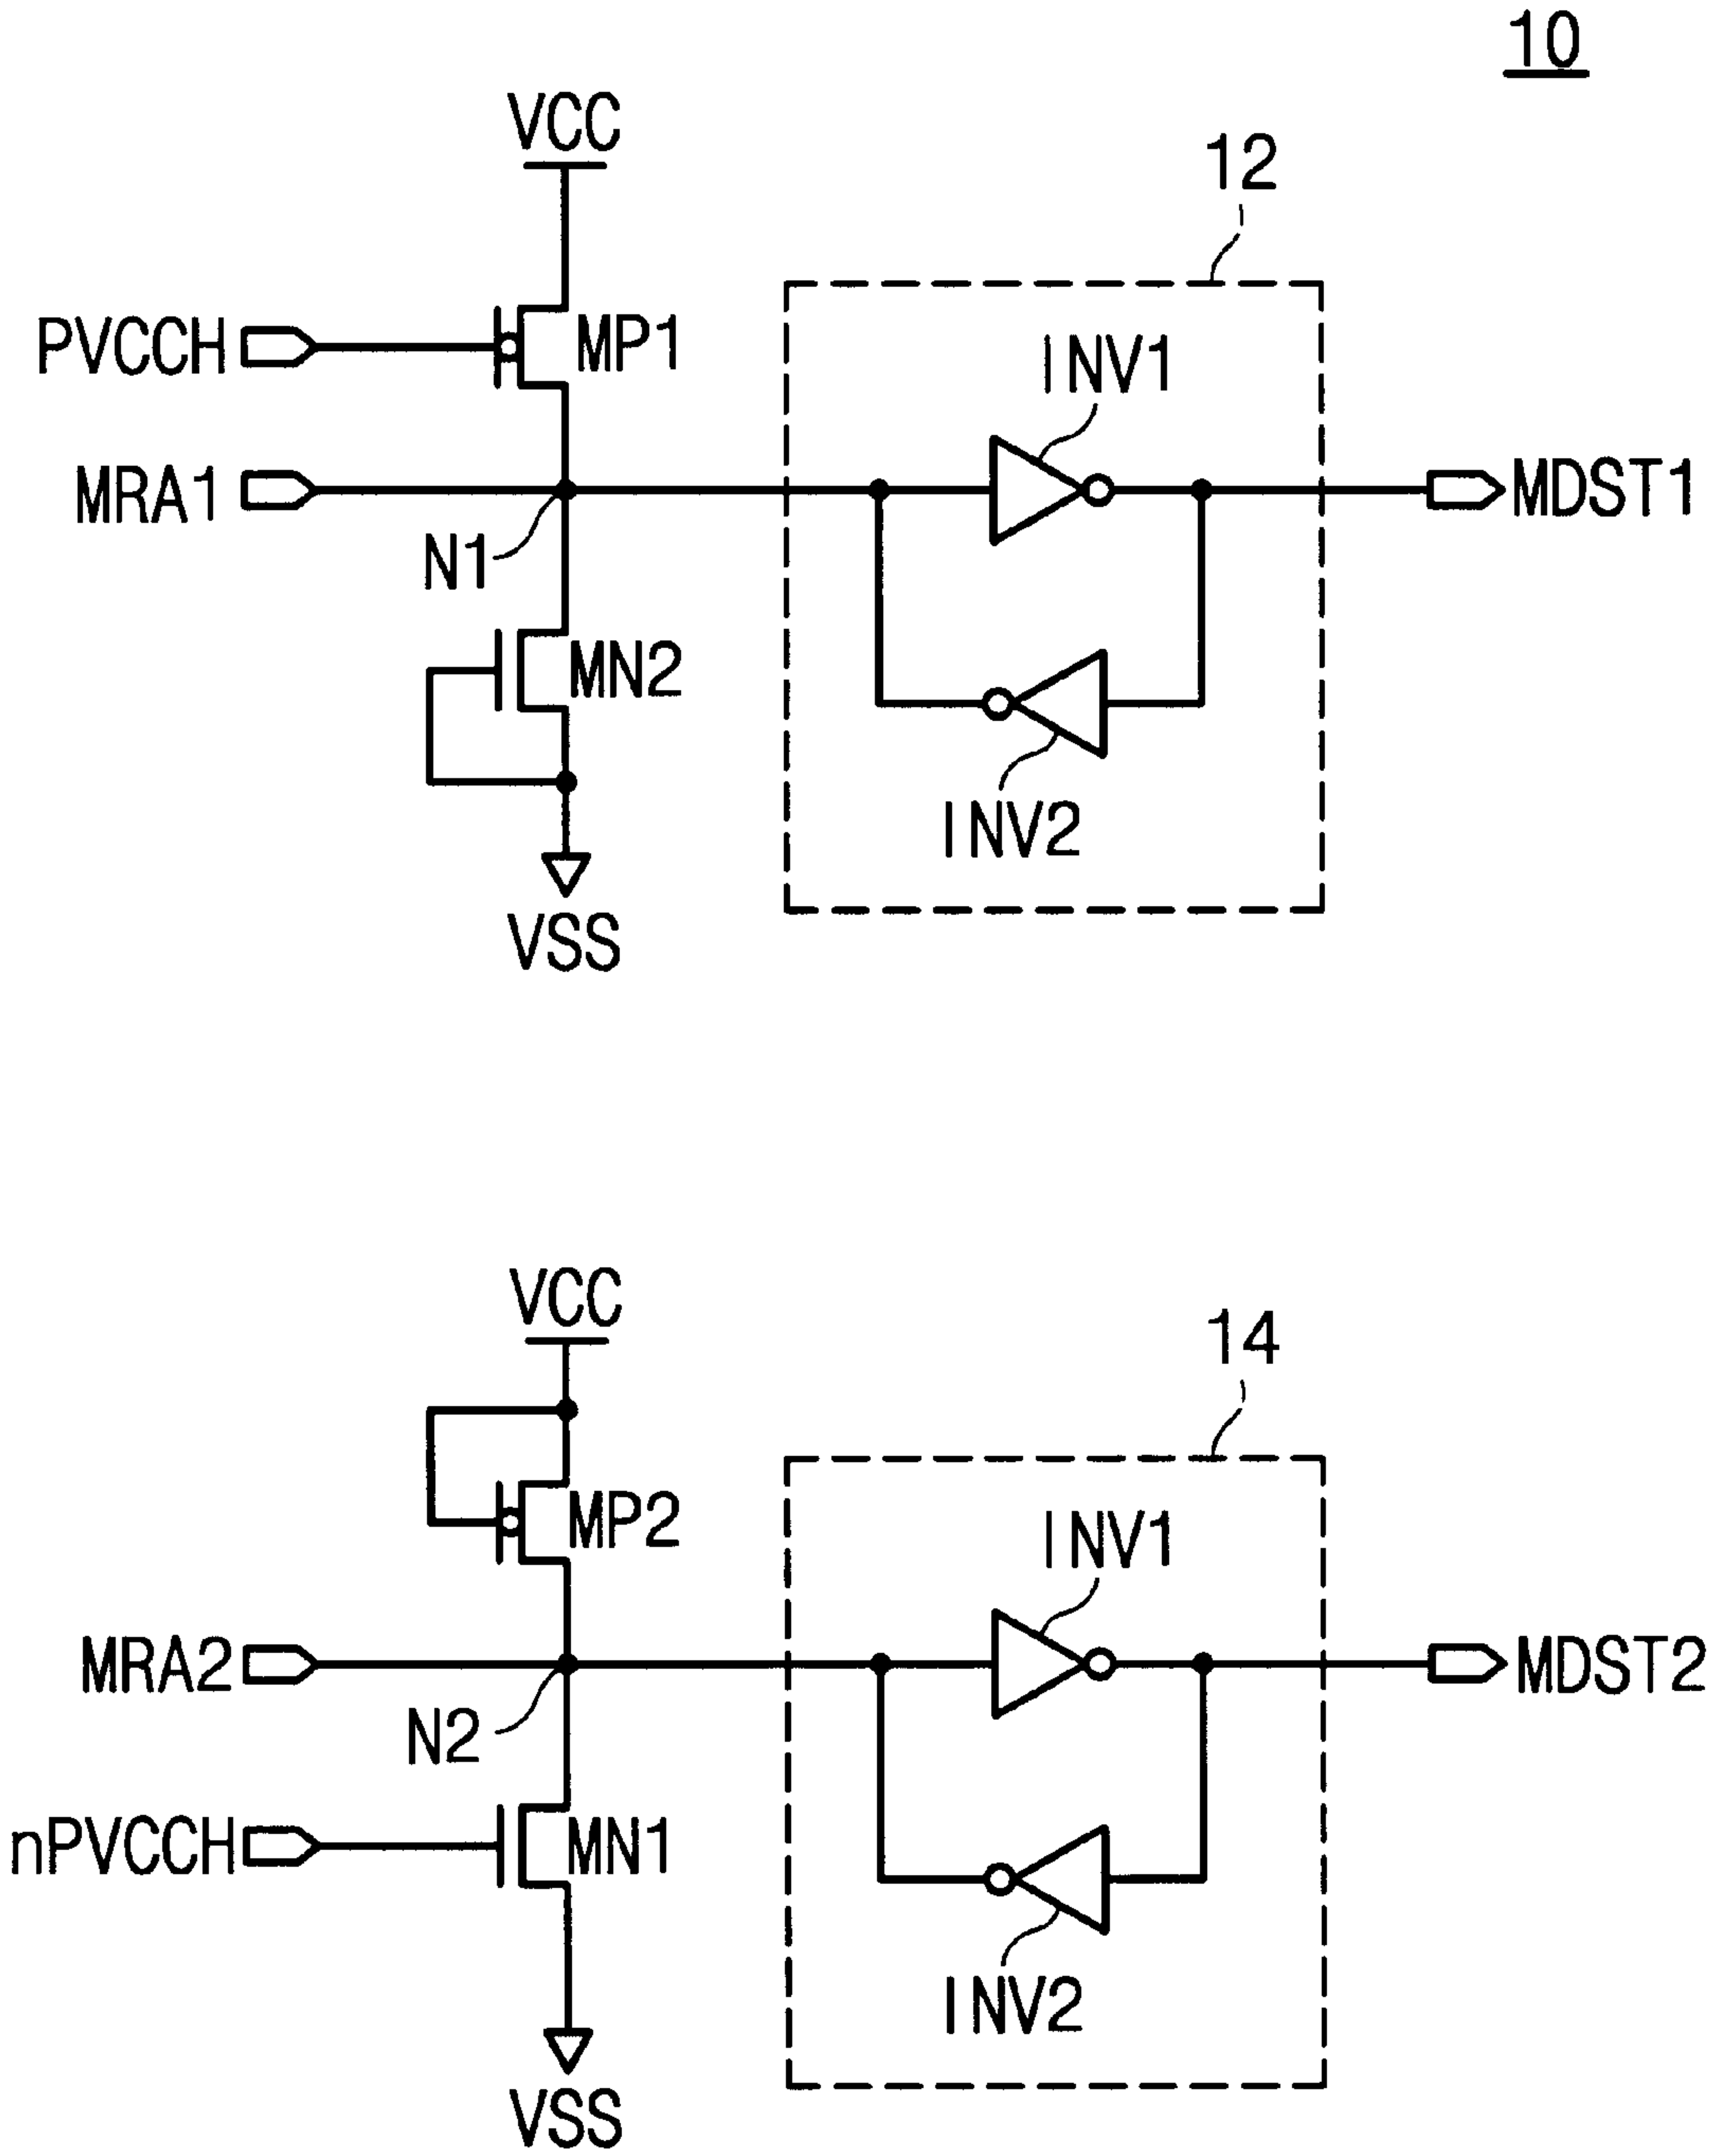 10
VCC
12
PVCCH
MP1
INV1
MRA1
MDST1
N1
MN2
INV2
VSS
VCC
14
MP2
INV1
MRA2
MDST2
N2
nPVCCH
MN1
INV2
VSS